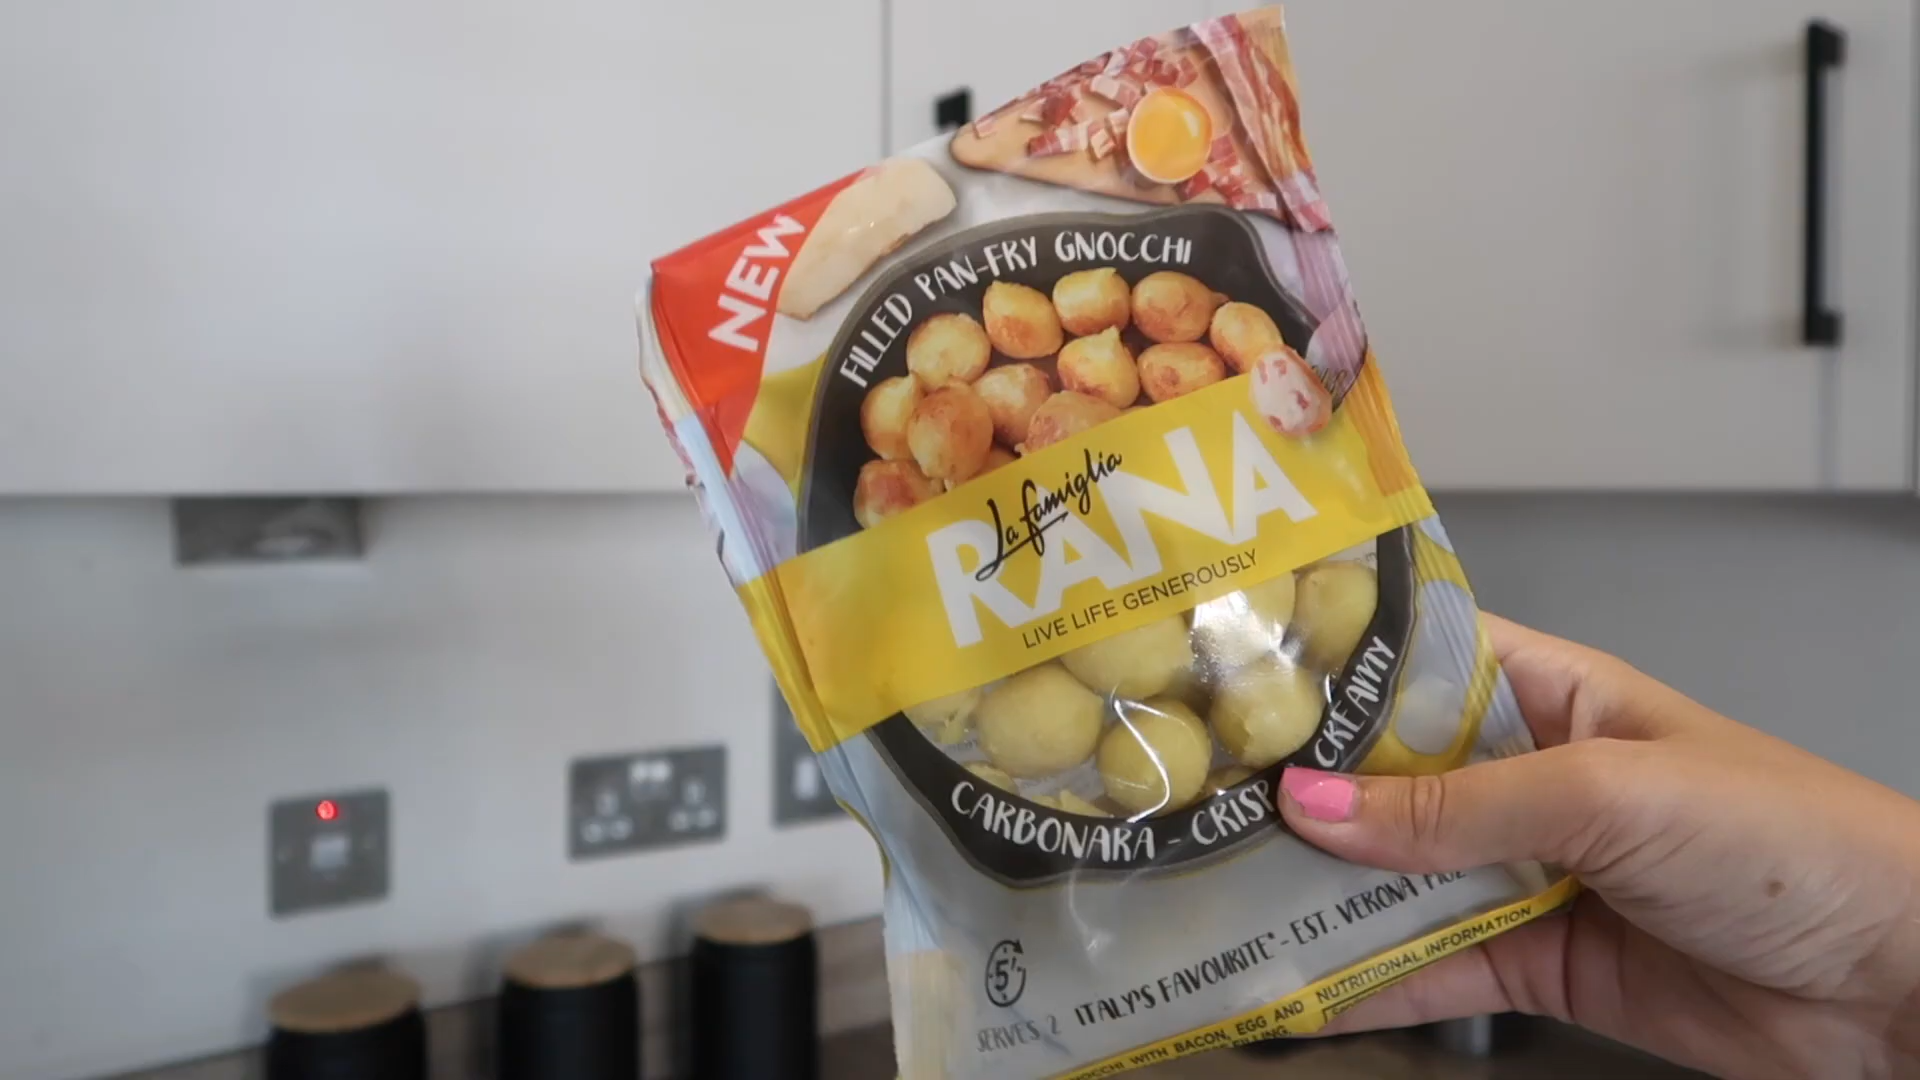 NEW
FILLED PAN-FRY GNOCCHI
La famiglia
RANA
LIVE LIFE GENEROUSLY
CARBONARA - CRISP CREAMY
5'
SERVES 2
ITALY'S FAVOURITE* - EST. VERONA
NUTRITIONAL INFORMATION
WITH BACON, EGG AND
FILLING.